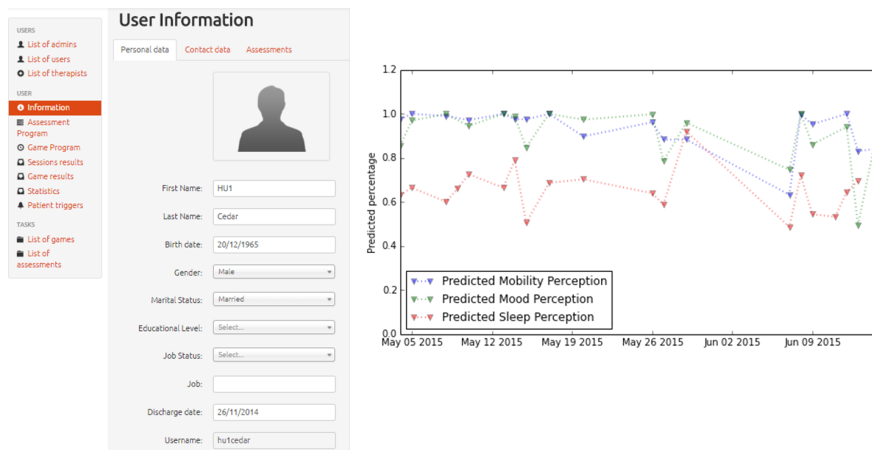 User Information
USERS
List of admins
List of users
List of therapists
USER
Information
Assessment
Program
Game Program
Sessions results
Game results
Statistics
Patient triggers
TASKS
List of games
List of
assessments
Personal data Contact data Assessments
First Name: HU1
Last Name: Cedar
Birth date: 20/12/1965
Gender: Male
Marital Status: Married
Educational Level: Select...
Job Status: Select...
Job:
Discharge date: 26/11/2014
Username: hu1cedar
1.2
1.0
0.8
0.6
0.4
0.2
0.0
Predicted percentage
Predicted Mobility Perception
Predicted Mood Perception
Predicted Sleep Perception
May 05 2015 May 12 2015 May 19 2015 May 26 2015 Jun 02 2015 Jun 09 2015